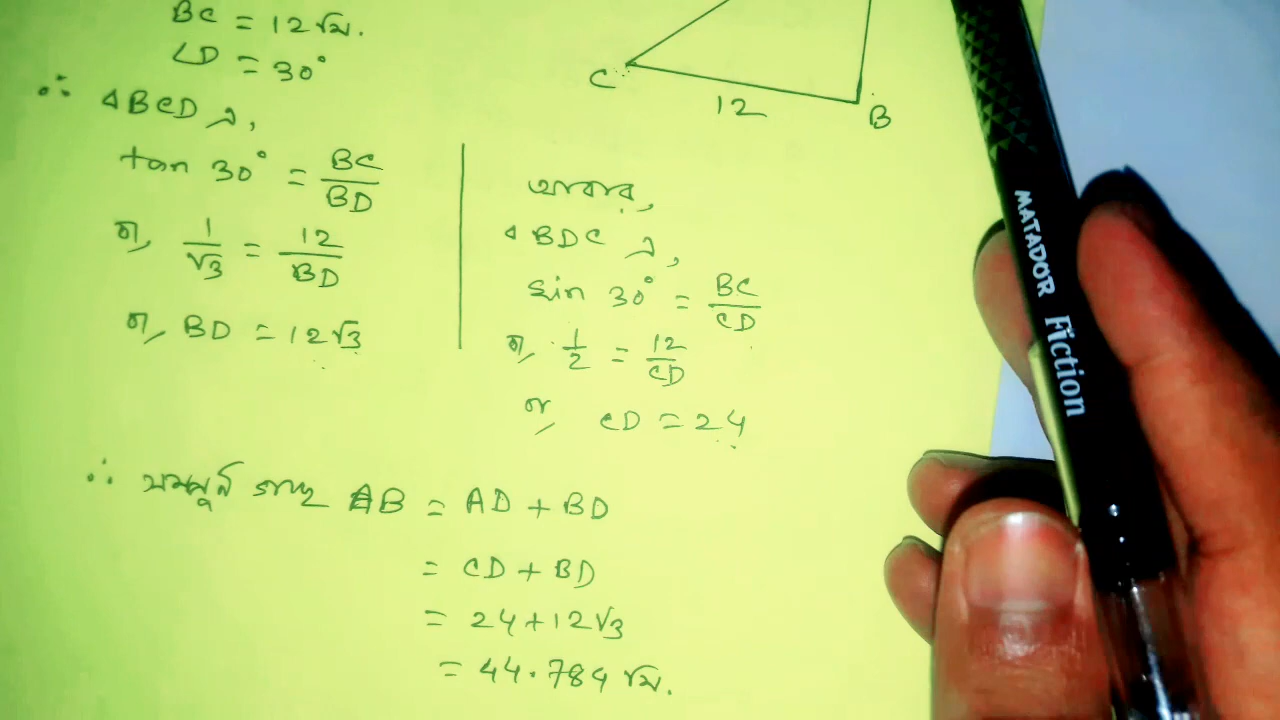 BC = 12 মি.
∠D = 30°
∴ ΔBCD এ,
tan 30° = BC/BD
বা, 1/√3 = 12/BD
বা, BD = 12√3
আবার,
ΔBDC এ,
sin 30° = BC/CD
বা, 1/2 = 12/CD
বা, CD = 24
∴ সম্পুর্ন গাছ AB = AD + BD
= CD + BD
= 24 + 12√3
= 44.784 মি.
C
12
B
MATADOR Fiction